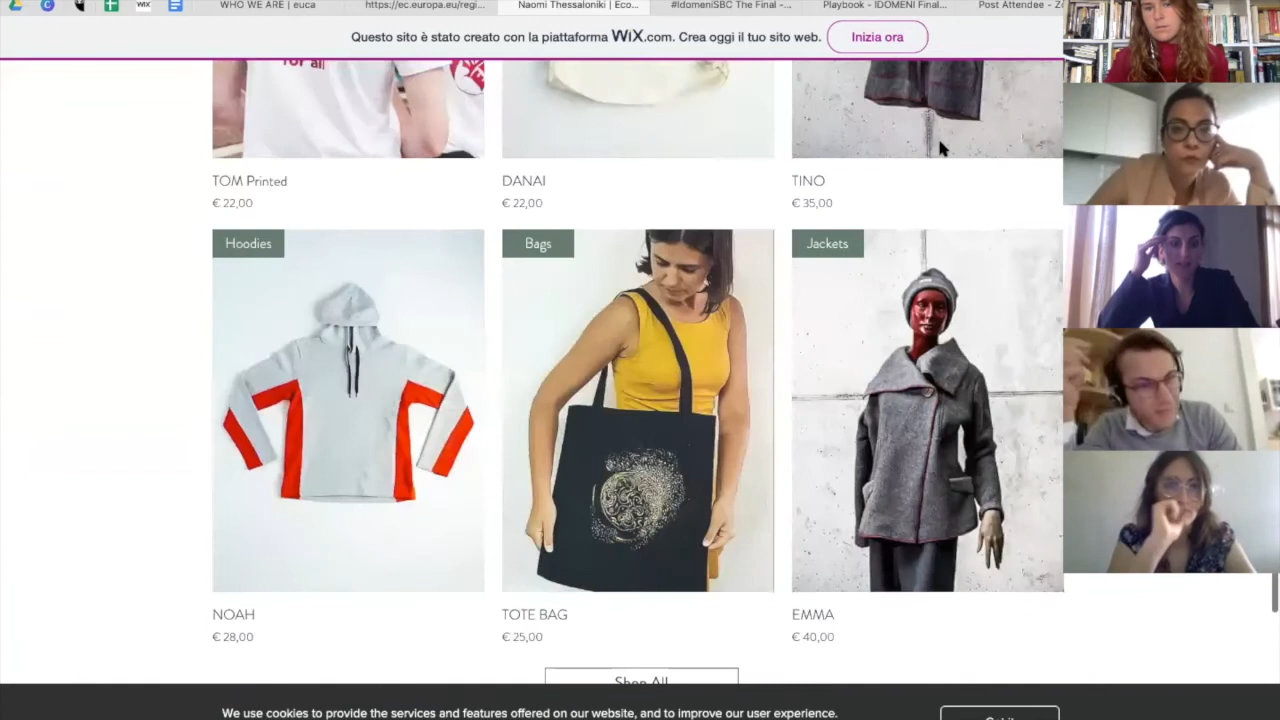 WHO WE ARE | euca
https://ec.europa.eu/regi...
Naomi Thessaloniki | Eco...
#IdomeniSBC The Final -...
Playbook - IDOMENI Final...
Post Attendee - Zo
Questo sito è stato creato con la piattaforma WiX.com. Crea oggi il tuo sito web.
Inizia ora
for all
TOM Printed
€ 22,00
DANAI
€ 22,00
TINO
€ 35,00
Hoodies
Bags
Jackets
NOAH
€ 28,00
TOTE BAG
€ 25,00
EMMA
€ 40,00
Shop All
We use cookies to provide the services and features offered on our website, and to improve our user experience.